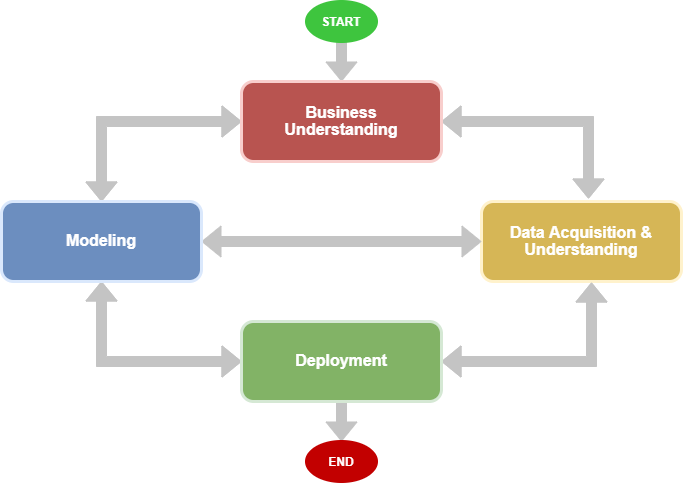 START
Business
Understanding
Modeling
Data Acquisition &
Understanding
Deployment
END